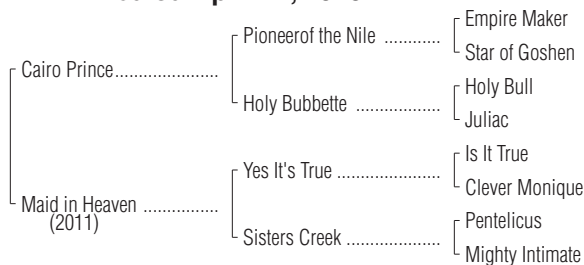 Empire Maker
Pioneerof the Nile ............
Star of Goshen
Cairo Prince.....................
Holy Bull
Holy Bubbette .................
Juliac
Is It True
Yes It's True ...................
Clever Monique
Maid in Heaven ...............
(2011)
Pentelicus
Sisters Creek ..................
Mighty Intimate